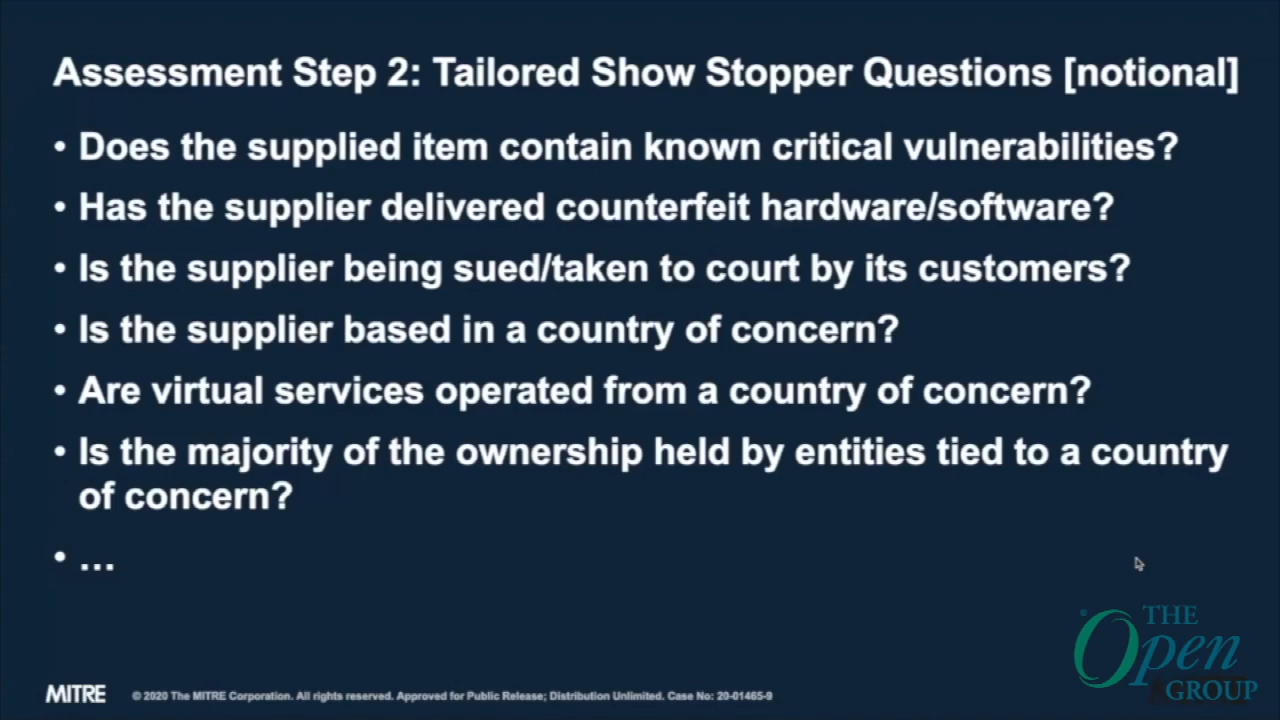 Assessment Step 2: Tailored Show Stopper Questions [notional]
• Does the supplied item contain known critical vulnerabilities?
• Has the supplier delivered counterfeit hardware/software?
• Is the supplier being sued/taken to court by its customers?
• Is the supplier based in a country of concern?
• Are virtual services operated from a country of concern?
• Is the majority of the ownership held by entities tied to a country
of concern?
• ...
THE
Open
GROUP
MITRE
© 2020 The MITRE Corporation. All rights reserved. Approved for Public Release; Distribution Unlimited. Case No: 20-01465-9